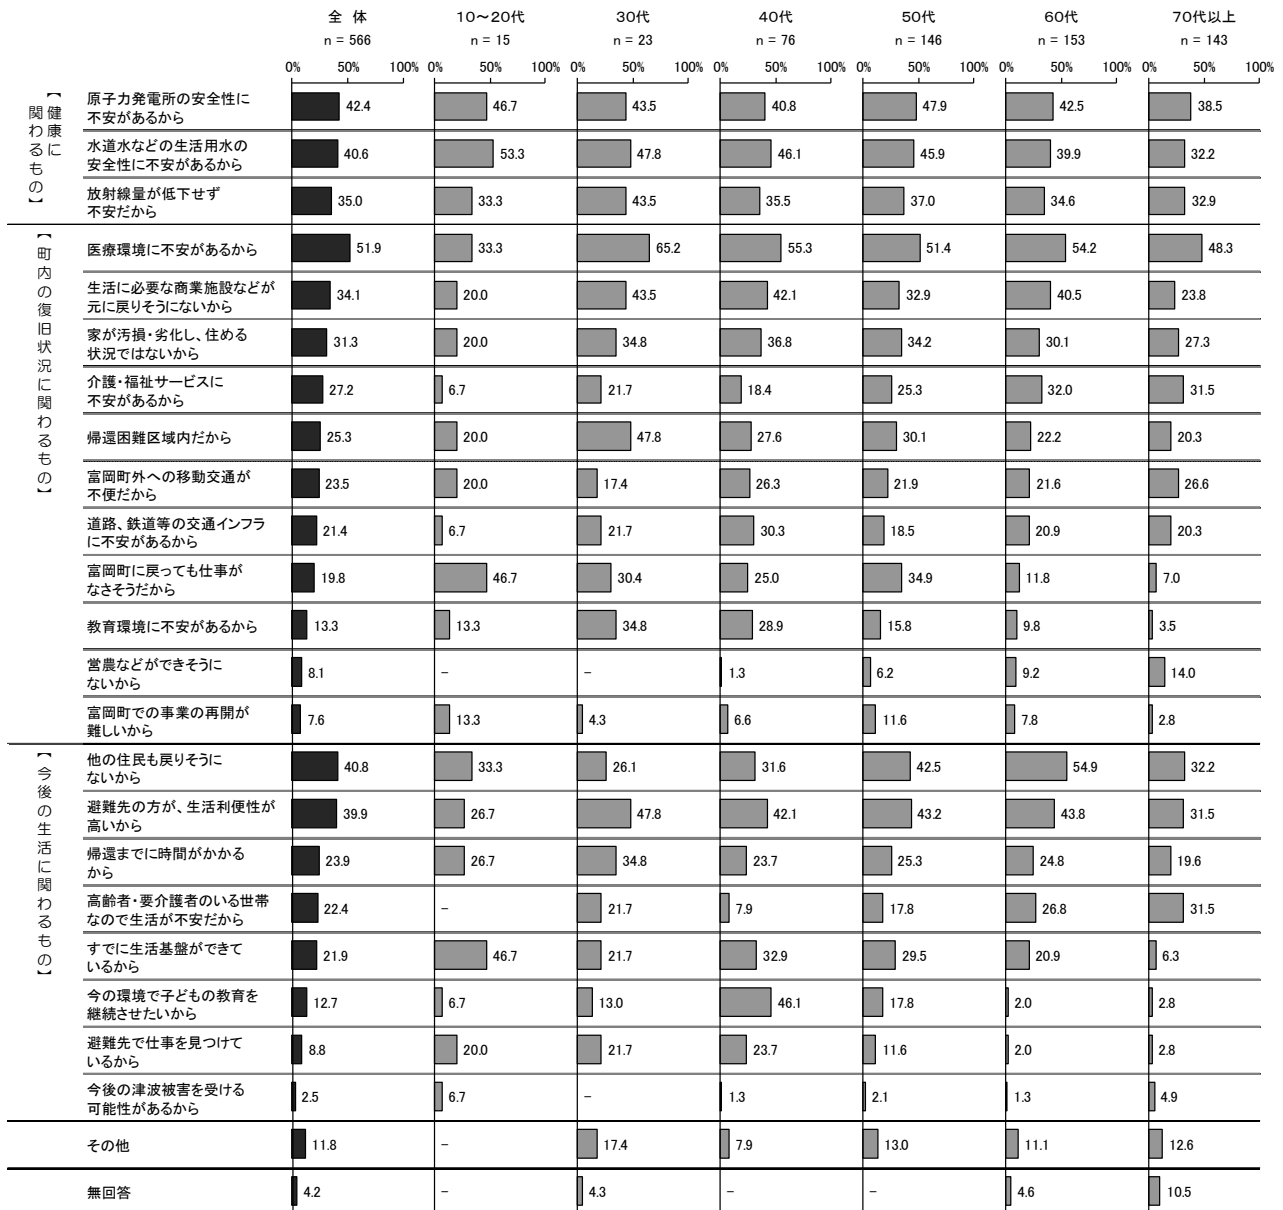 全 体 10～20代 30代 40代 50代 60代 70代以上
n = 566 n = 15 n = 23 n = 76 n = 146 n = 153 n = 143
0% 50% 100% 0% 50% 100% 0% 50% 100% 0% 50% 100% 0% 50% 100% 0% 50% 100% 0% 50% 100%
【健康に
関わるもの】
原子力発電所の安全性に
不安があるから
42.4 46.7 43.5 40.8 47.9 42.5 38.5
水道水などの生活用水の
安全性に不安があるから
40.6 53.3 47.8 46.1 45.9 39.9 32.2
放射線量が低下せず
不安だから
35.0 33.3 43.5 35.5 37.0 34.6 32.9
【町内の復旧状況に関わるもの】
医療環境に不安があるから
51.9 33.3 65.2 55.3 51.4 54.2 48.3
生活に必要な商業施設などが
元に戻りそうにないから
34.1 20.0 43.5 42.1 32.9 40.5 23.8
家が汚損・劣化し、住める
状況ではないから
31.3 20.0 34.8 36.8 34.2 30.1 27.3
介護・福祉サービスに
不安があるから
27.2 6.7 21.7 18.4 25.3 32.0 31.5
帰還困難区域内だから
25.3 20.0 47.8 27.6 30.1 22.2 20.3
富岡町外への移動交通が
不便だから
23.5 20.0 17.4 26.3 21.9 21.6 26.6
道路、鉄道等の交通インフラ
に不安があるから
21.4 6.7 21.7 30.3 18.5 20.9 20.3
富岡町に戻っても仕事が
なさそうだから
19.8 46.7 30.4 25.0 34.9 11.8 7.0
教育環境に不安があるから
13.3 13.3 34.8 28.9 15.8 9.8 3.5
営農などができそうに
ないから
8.1 – – 1.3 6.2 9.2 14.0
富岡町での事業の再開が
難しいから
7.6 13.3 4.3 6.6 11.6 7.8 2.8
【今後の生活に関わるもの】
他の住民も戻りそうに
ないから
40.8 33.3 26.1 31.6 42.5 54.9 32.2
避難先の方が、生活利便性が
高いから
39.9 26.7 47.8 42.1 43.2 43.8 31.5
帰還までに時間がかかる
から
23.9 26.7 34.8 23.7 25.3 24.8 19.6
高齢者・要介護者のいる世帯
なので生活が不安だから
22.4 – 21.7 7.9 17.8 26.8 31.5
すでに生活基盤ができて
いるから
21.9 46.7 21.7 32.9 29.5 20.9 6.3
今の環境で子どもの教育を
継続させたいから
12.7 6.7 13.0 46.1 17.8 2.0 2.8
避難先で仕事を見つけて
いるから
8.8 20.0 21.7 23.7 11.6 2.0 2.8
今後の津波被害を受ける
可能性があるから
2.5 6.7 – 1.3 2.1 1.3 4.9
その他
11.8 – 17.4 7.9 13.0 11.1 12.6
無回答
4.2 – 4.3 – – 4.6 10.5